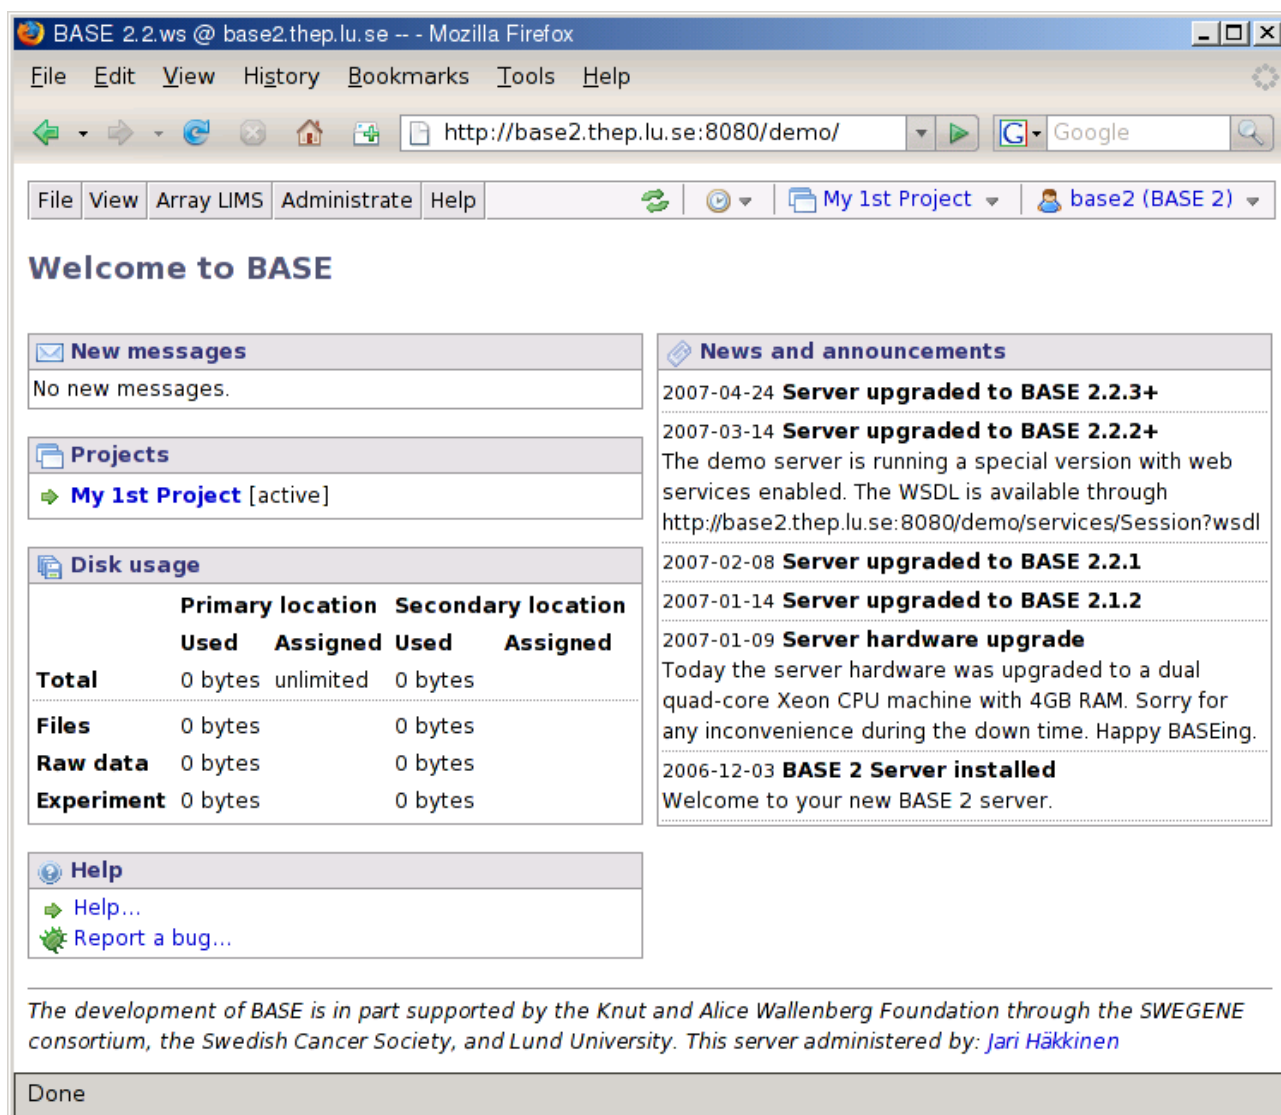 BASE 2.2.ws @ base2.thep.lu.se -- - Mozilla Firefox
File Edit View History Bookmarks Tools Help
http://base2.thep.lu.se:8080/demo/ G Google
File View Array LIMS Administrate Help My 1st Project base2 (BASE 2)
Welcome to BASE
New messages
No new messages.
Projects
My 1st Project [active]
Disk usage
Primary location Secondary location
Used Assigned Used Assigned
Total 0 bytes unlimited 0 bytes
Files 0 bytes 0 bytes
Raw data 0 bytes 0 bytes
Experiment 0 bytes 0 bytes
Help
Help...
Report a bug...
News and announcements
2007-04-24 Server upgraded to BASE 2.2.3+
2007-03-14 Server upgraded to BASE 2.2.2+
The demo server is running a special version with web
services enabled. The WSDL is available through
http://base2.thep.lu.se:8080/demo/services/Session?wsdl
2007-02-08 Server upgraded to BASE 2.2.1
2007-01-14 Server upgraded to BASE 2.1.2
2007-01-09 Server hardware upgrade
Today the server hardware was upgraded to a dual
quad-core Xeon CPU machine with 4GB RAM. Sorry for
any inconvenience during the down time. Happy BASEing.
2006-12-03 BASE 2 Server installed
Welcome to your new BASE 2 server.
The development of BASE is in part supported by the Knut and Alice Wallenberg Foundation through the SWEGENE
consortium, the Swedish Cancer Society, and Lund University. This server administered by: Jari Häkkinen
Done